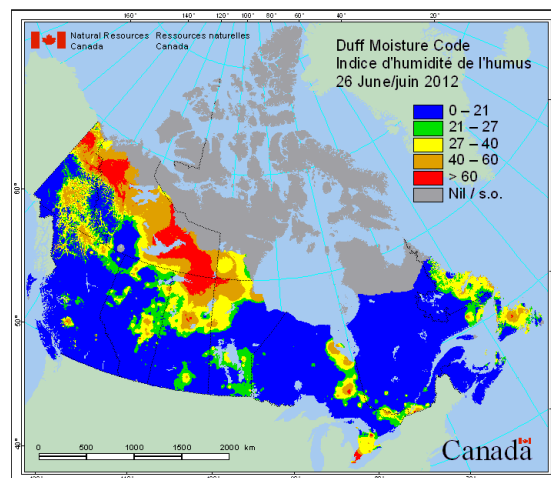 160° 140° 120° 100° 80° 60° 40° 20°
Natural Resources Ressources naturelles
Canada Canada
Duff Moisture Code
Indice d'humidité de l'humus
26 June/juin 2012
0 – 21
21 – 27
27 – 40
40 – 60
> 60
Nil / s.o.
60°
60°
50°
50°
40°
0 500 1000 1500 2000 km
Canada